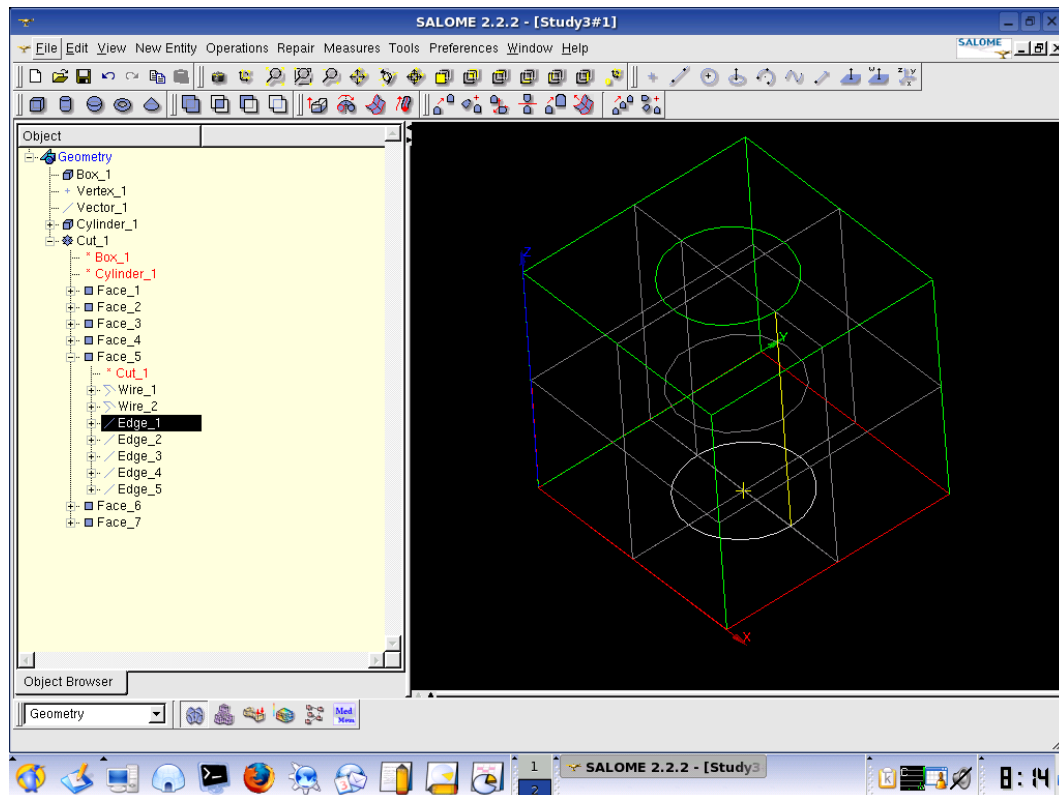 SALOME 2.2.2 - [Study3#1]
File Edit View New Entity Operations Repair Measures Tools Preferences Window Help
SALOME
Object
Geometry
Box_1
Vertex_1
Vector_1
Cylinder_1
Cut_1
* Box_1
* Cylinder_1
Face_1
Face_2
Face_3
Face_4
Face_5
* Cut_1
Wire_1
Wire_2
Edge_1
Edge_2
Edge_3
Edge_4
Edge_5
Face_6
Face_7
Z
Y
X
Object Browser
Geometry
Med
Mem
1
2
SALOME 2.2.2 - [Study3
8:14